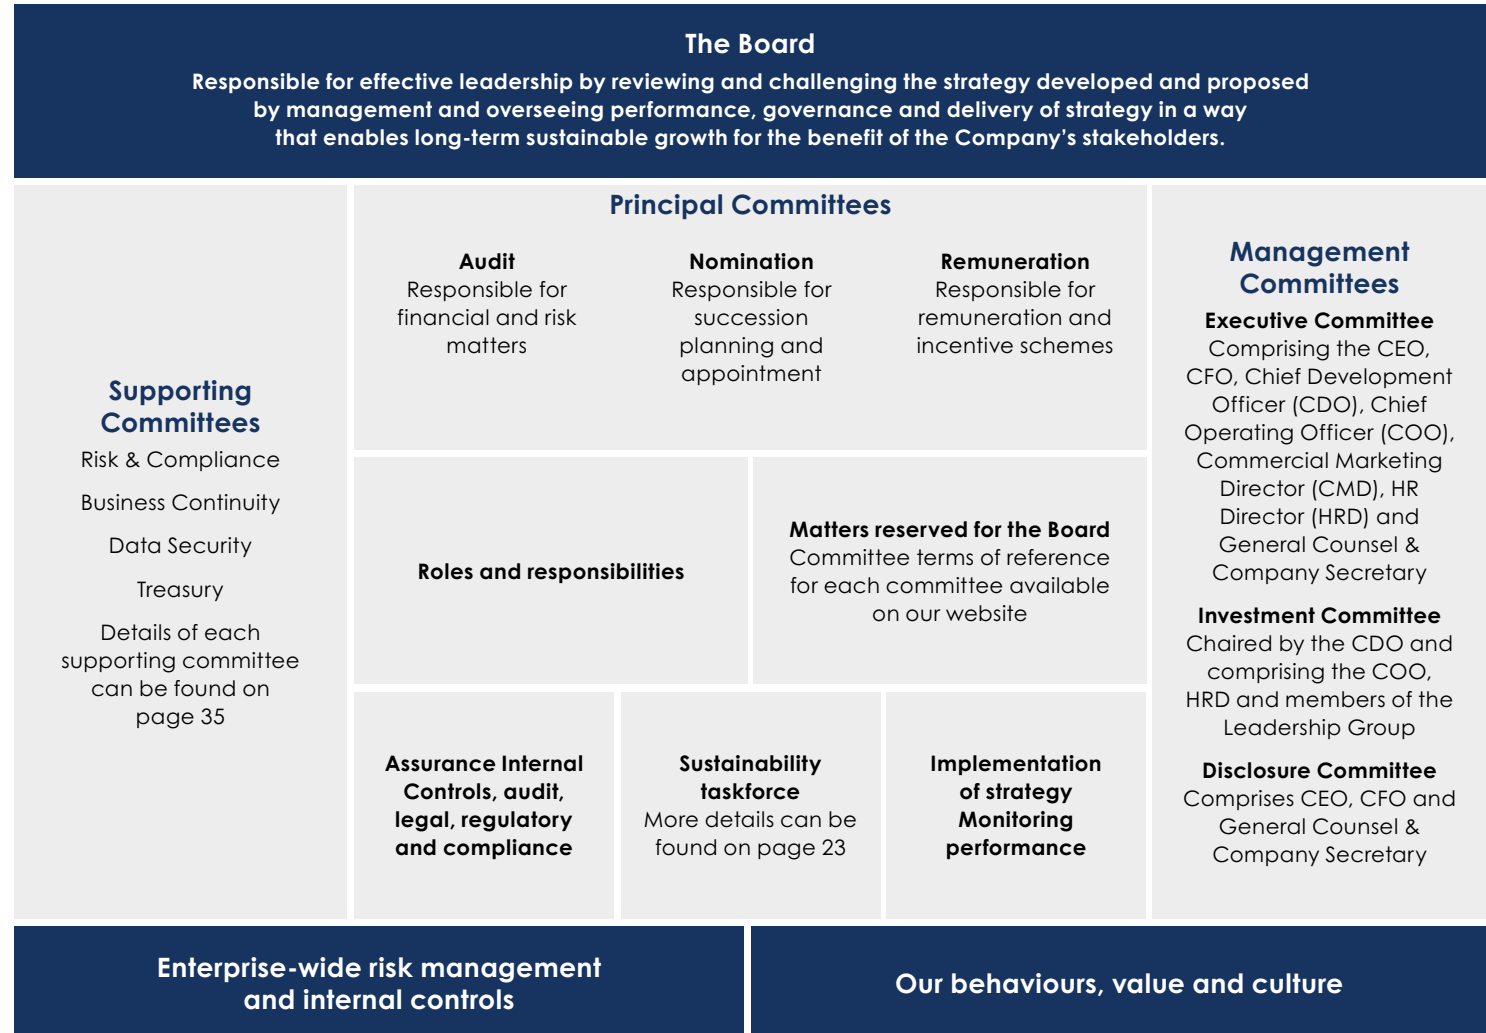 The Board
Responsible for effective leadership by reviewing and challenging the strategy developed and proposed
by management and overseeing performance, governance and delivery of strategy in a way
that enables long-term sustainable growth for the benefit of the Company’s stakeholders.
Supporting
Committees
Risk & Compliance
Business Continuity
Data Security
Treasury
Details of each
supporting committee
can be found on
page 35
Principal Committees
Audit
Responsible for
financial and risk
matters
Nomination
Responsible for
succession
planning and
appointment
Remuneration
Responsible for
remuneration and
incentive schemes
Roles and responsibilities
Matters reserved for the Board
Committee terms of reference
for each committee available
on our website
Assurance Internal
Controls, audit,
legal, regulatory
and compliance
Sustainability
taskforce
More details can be
found on page 23
Implementation
of strategy
Monitoring
performance
Management
Committees
Executive Committee
Comprising the CEO,
CFO, Chief Development
Officer (CDO), Chief
Operating Officer (COO),
Commercial Marketing
Director (CMD), HR
Director (HRD) and
General Counsel &
Company Secretary
Investment Committee
Chaired by the CDO and
comprising the COO,
HRD and members of the
Leadership Group
Disclosure Committee
Comprises CEO, CFO and
General Counsel &
Company Secretary
Enterprise-wide risk management
and internal controls
Our behaviours, value and culture